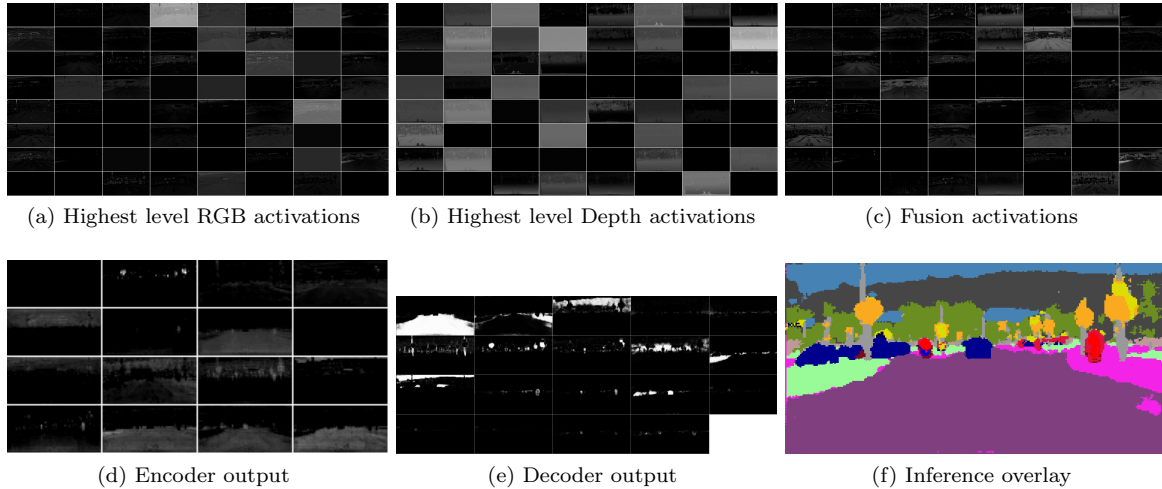 (a) Highest level RGB activations
(b) Highest level Depth activations
(c) Fusion activations
(d) Encoder output
(e) Decoder output
(f) Inference overlay